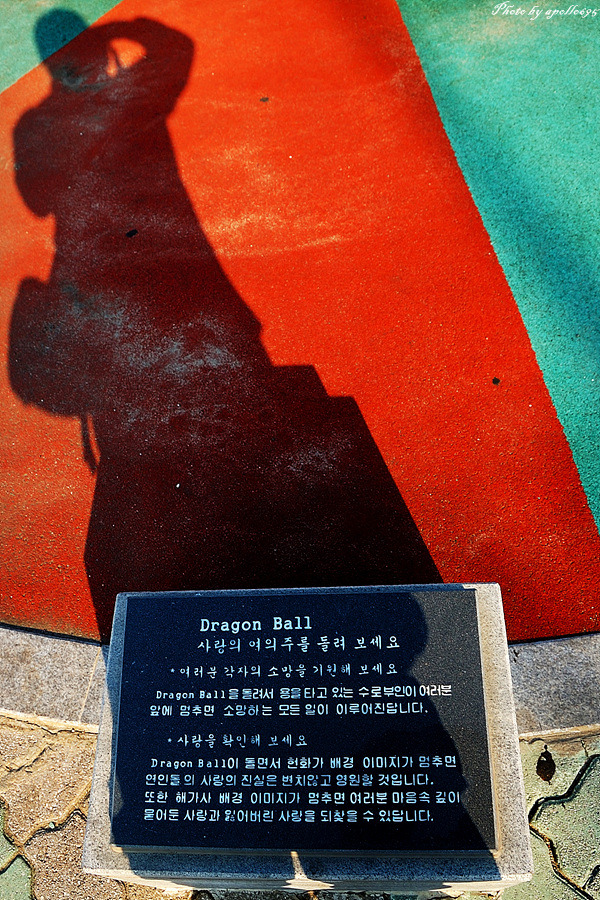 Photo by apollo695
Dragon Ball
사랑의 여의주를 돌려 보세요
*여러분 각자의 소망을 기원해 보세요
Dragon Ball을 돌려서 용을 타고 있는 수로부인이 여러분
앞에 멈추면 소망하는 모든 일이 이루어진답니다.
*사랑을 확인해 보세요
Dragon Ball이 돌면서 헌화가 배경 이미지가 멈추면
연인들의 사랑의 진실은 변치않고 영원할 것입니다.
또한 해가사 배경 이미지가 멈추면 여러분 마음속 깊이
묻어둔 사랑과 잃어버린 사랑을 되찾을 수 있답니다.